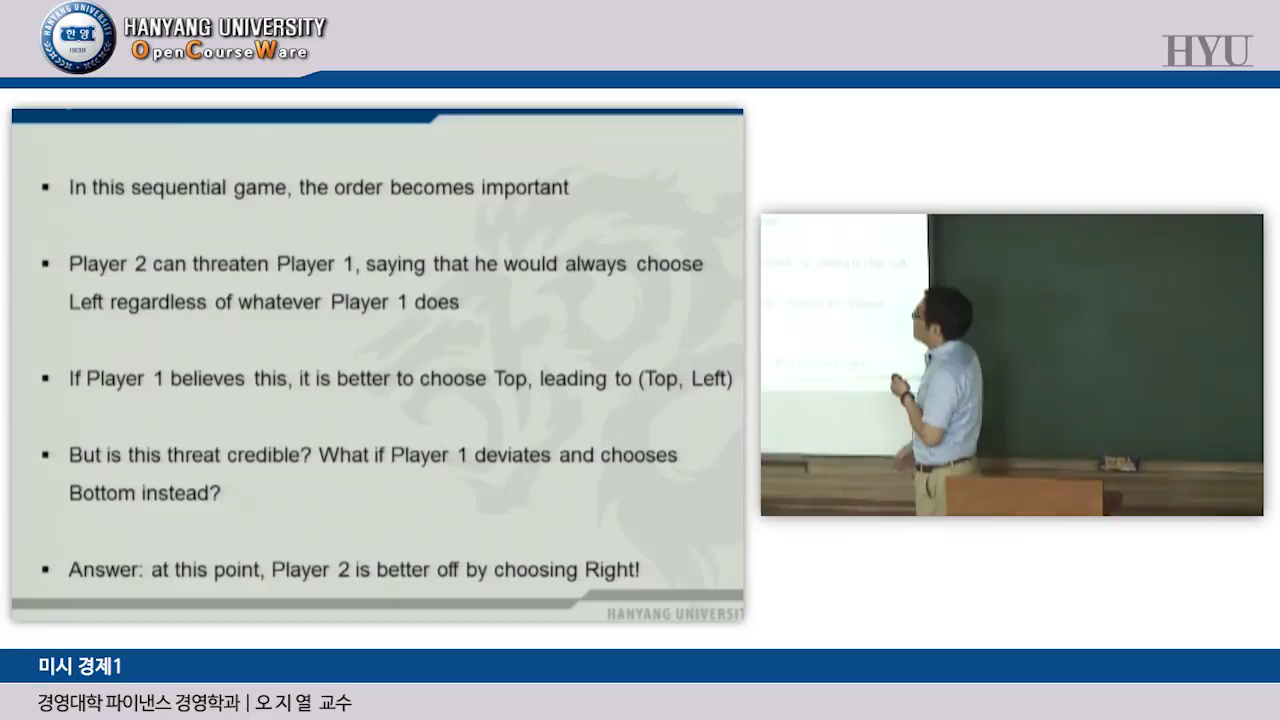 HANYANG UNIVERSITY
OpenCourseWare
HYU
In this sequential game, the order becomes important
Player 2 can threaten Player 1, saying that he would always choose
Left regardless of whatever Player 1 does
If Player 1 believes this, it is better to choose Top, leading to (Top, Left)
But is this threat credible? What if Player 1 deviates and chooses
Bottom instead?
Answer: at this point, Player 2 is better off by choosing Right!
HANYANG UNIVERSIT
미시 경제1
경영대학 파이낸스 경영학과 | 오 지 열 교수